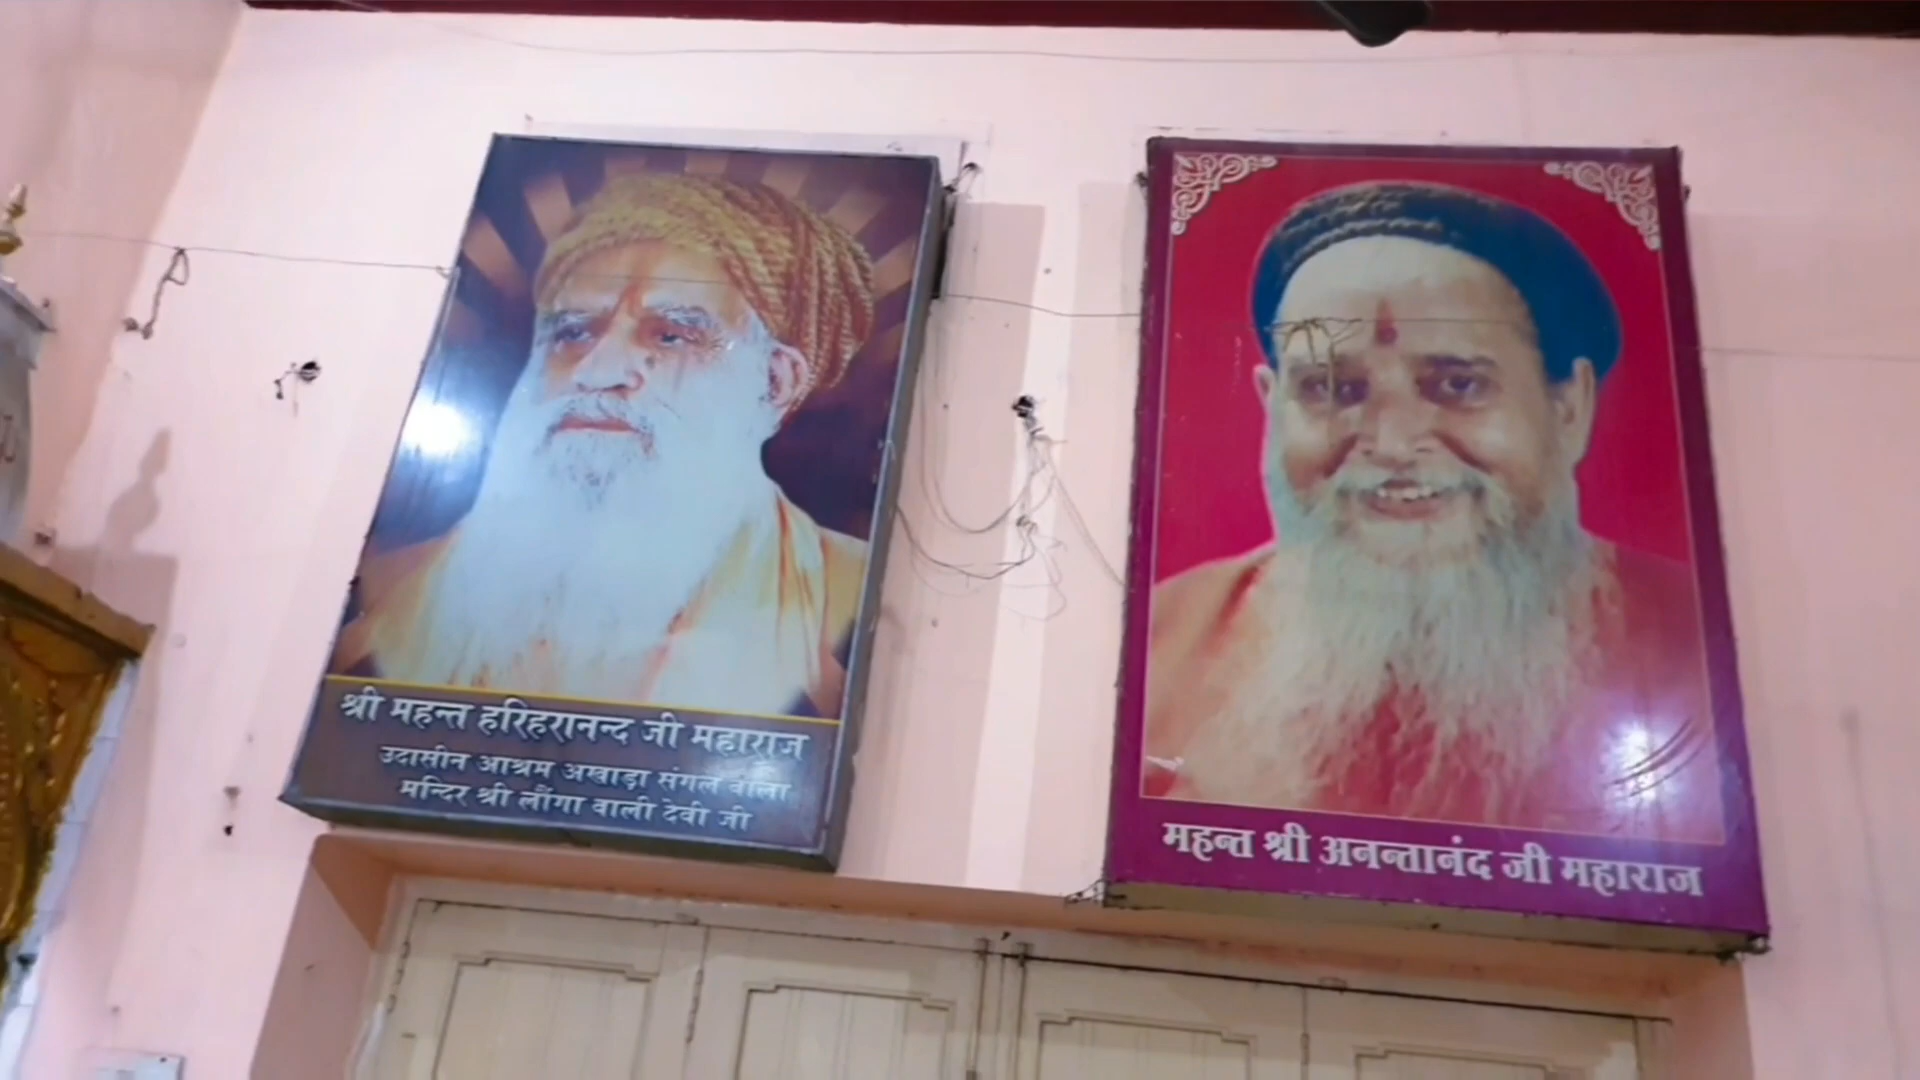 श्री महन्त हरिहरानन्द जी महाराज
उदासीन आश्रम अखाड़ा संगल वाला
मन्दिर श्री लौंगा वाली देवी जी
महन्त श्री अनन्तानंद जी महाराज